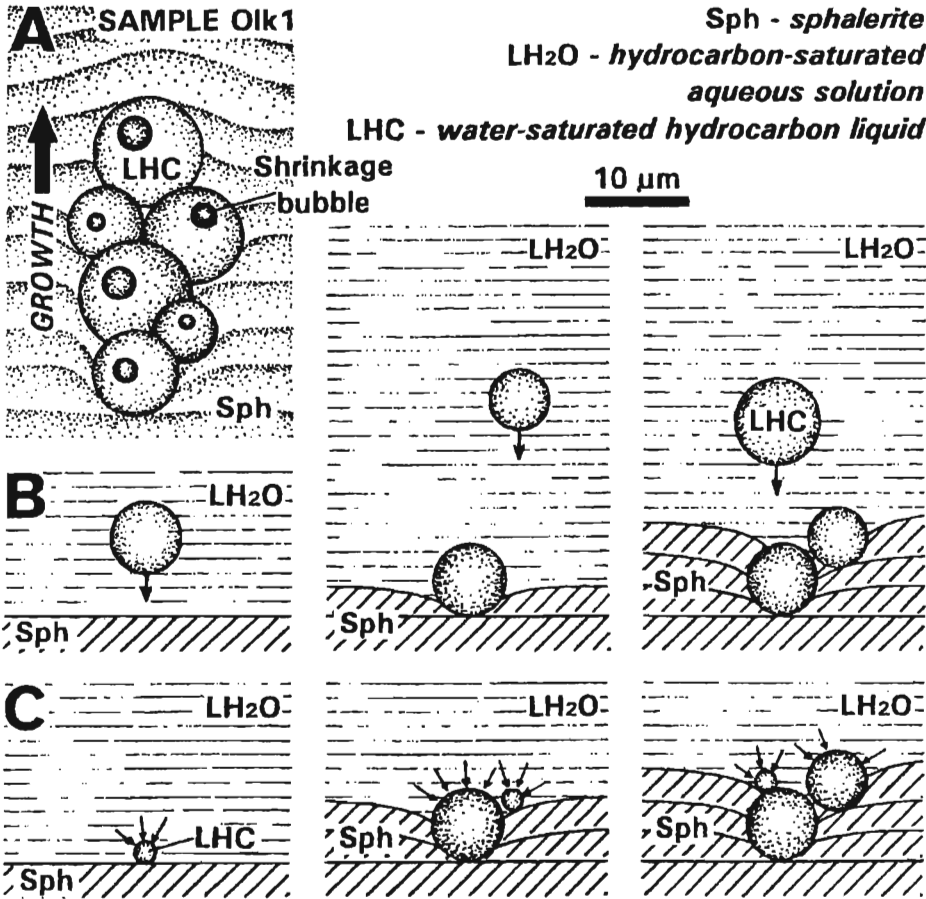 A SAMPLE Olk1
Sph - sphalerite
LH2O - hydrocarbon-saturated
aqueous solution
LHC - water-saturated hydrocarbon liquid
GROWTH
LHC
Shrinkage
bubble
Sph
10 µm
B
LH2O
Sph
LH2O
Sph
LH2O
LHC
Sph
C
LH2O
LHC
Sph
LH2O
Sph
LH2O
Sph